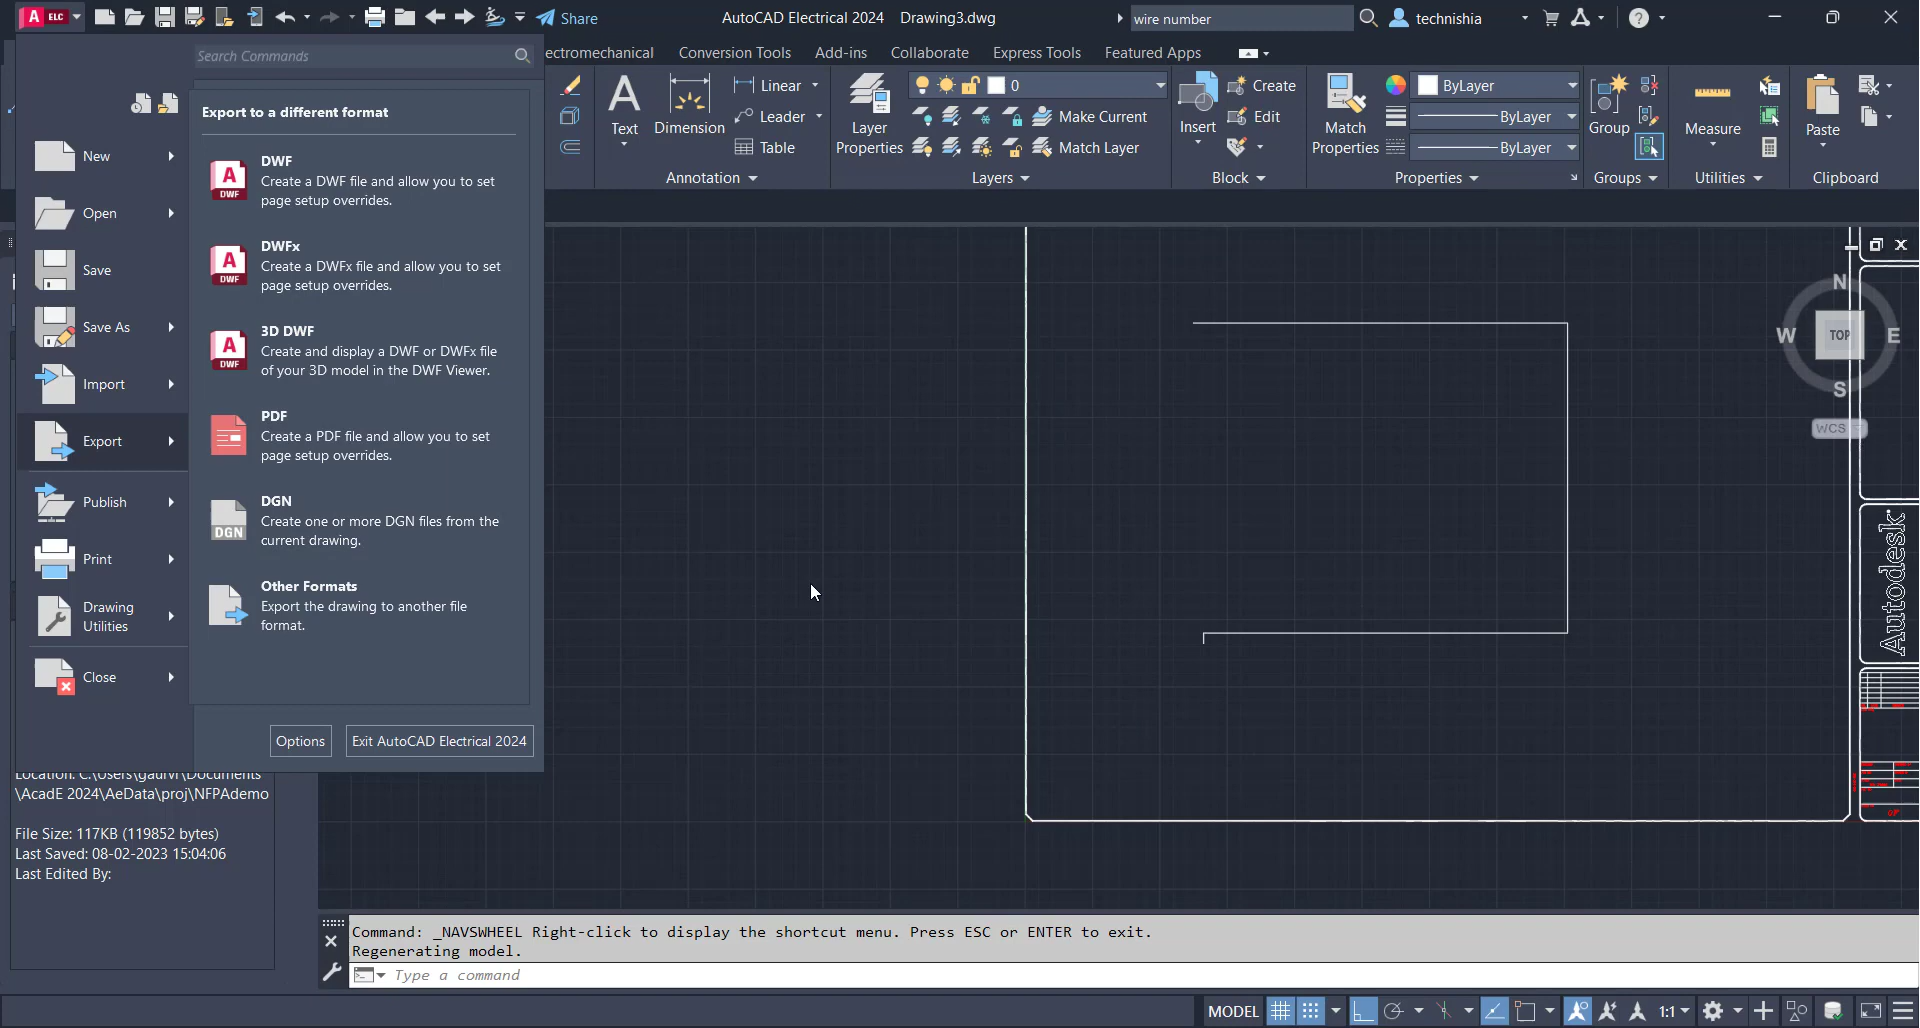 A ELC
Share
AutoCAD Electrical 2024 Drawing3.dwg
wire number
technishia
Search Commands
ectromechanical
Conversion Tools
Add-ins
Collaborate
Express Tools
Featured Apps
Export to a different format
New
Open
Save
Save As
Import
Export
Publish
Print
Drawing
Utilities
Close
DWF
Create a DWF file and allow you to set
page setup overrides.
DWFx
Create a DWFx file and allow you to set
page setup overrides.
3D DWF
Create and display a DWF or DWFx file
of your 3D model in the DWF Viewer.
PDF
Create a PDF file and allow you to set
page setup overrides.
DGN
Create one or more DGN files from the
current drawing.
Other Formats
Export the drawing to another file
format.
Options
Exit AutoCAD Electrical 2024
Text
Dimension
Linear
Leader
Table
Annotation
Layer
Properties
0
Make Current
Match Layer
Layers
Insert
Create
Edit
Block
Match
Properties
ByLayer
ByLayer
ByLayer
Properties
Group
Groups
Measure
Utilities
Paste
Clipboard
N
W
TOP
E
S
WCS
Autodesk
Location: C:\Users\gaurvi\Documents
\AcadE 2024\AeData\proj\NFPAdemo
File Size: 117KB (119852 bytes)
Last Saved: 08-02-2023 15:04:06
Last Edited By:
Command: _NAVSWHEEL Right-click to display the shortcut menu. Press ESC or ENTER to exit.
Regenerating model.
Type a command
MODEL
1:1